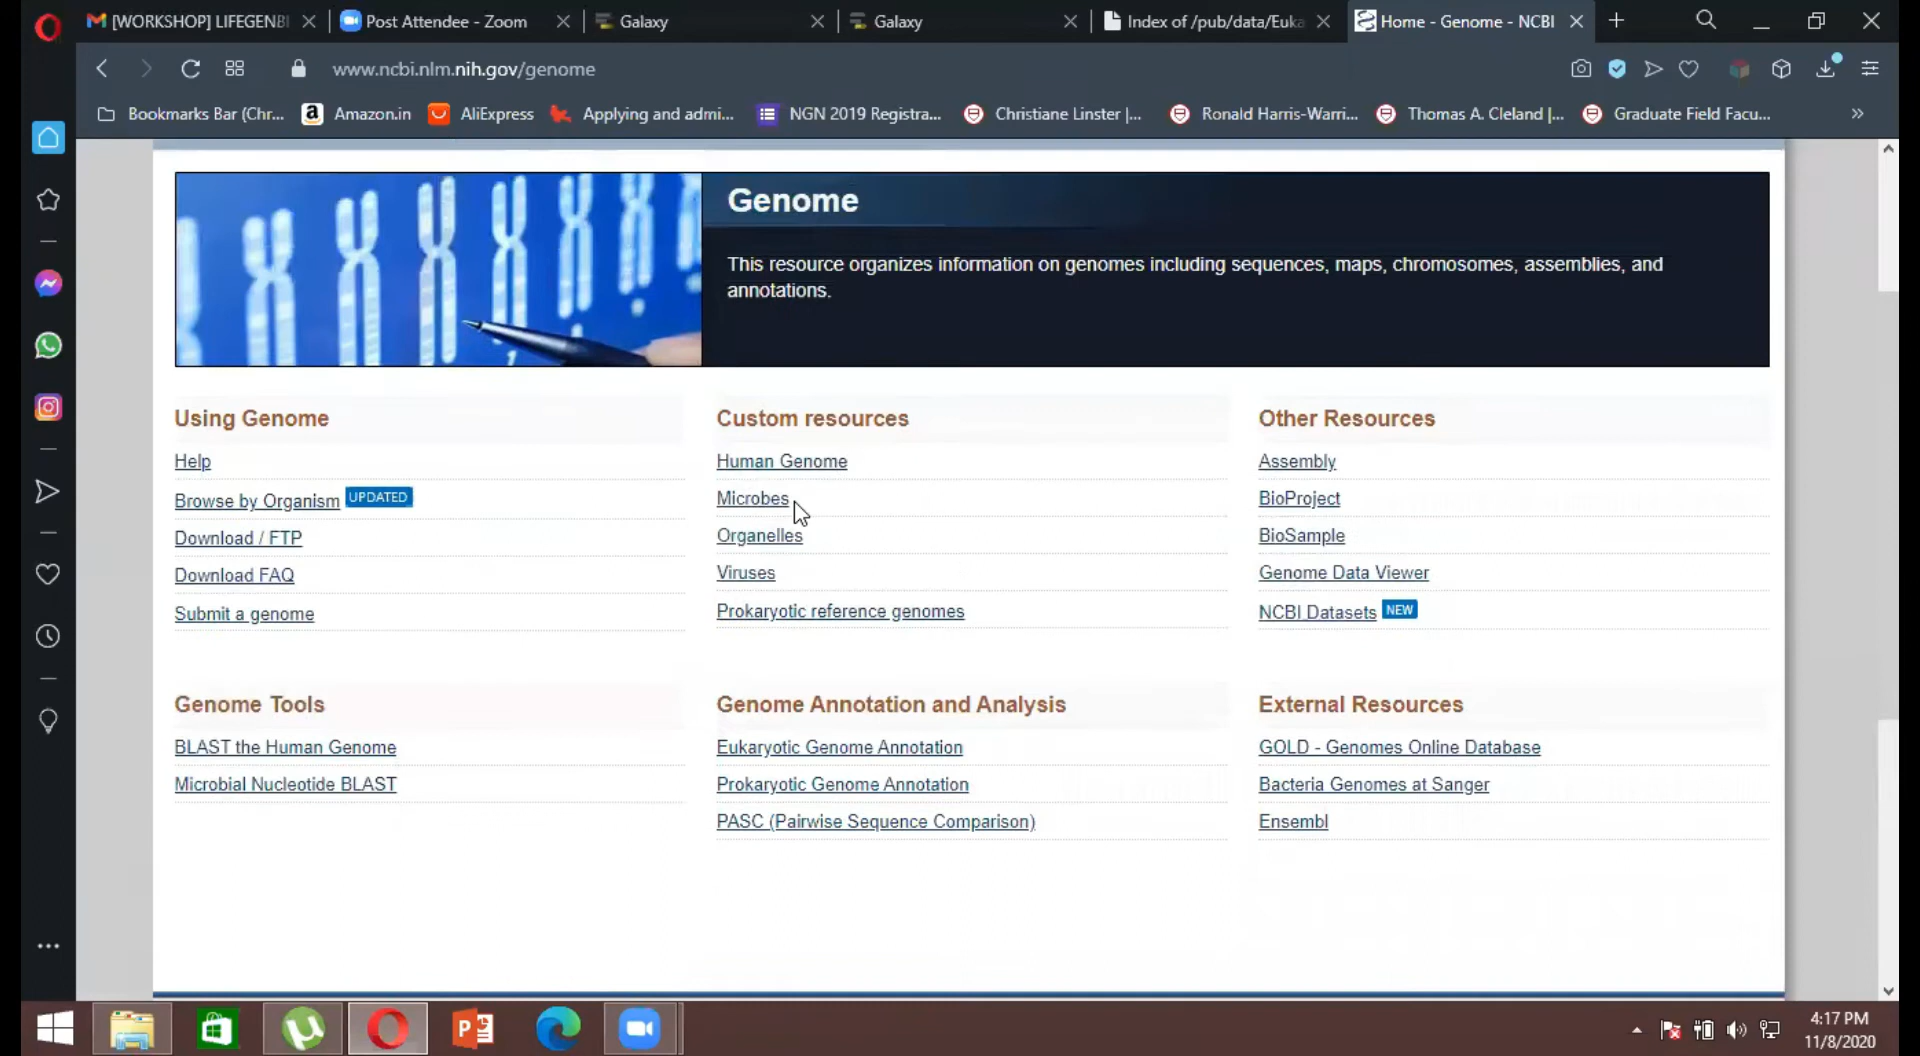 [WORKSHOP] LIFEGENBI
Post Attendee - Zoom
Galaxy
Galaxy
Index of /pub/data/Euka
Home - Genome - NCBI
www.ncbi.nlm.nih.gov/genome
Bookmarks Bar (Chr...
Amazon.in
AliExpress
Applying and admi...
NGN 2019 Registra...
Christiane Linster |...
Ronald Harris-Warri...
Thomas A. Cleland |...
Graduate Field Facu...
Genome
This resource organizes information on genomes including sequences, maps, chromosomes, assemblies, and
annotations.
Using Genome
Help
Browse by Organism UPDATED
Download / FTP
Download FAQ
Submit a genome
Custom resources
Human Genome
Microbes
Organelles
Viruses
Prokaryotic reference genomes
Other Resources
Assembly
BioProject
BioSample
Genome Data Viewer
NCBI Datasets NEW
Genome Tools
BLAST the Human Genome
Microbial Nucleotide BLAST
Genome Annotation and Analysis
Eukaryotic Genome Annotation
Prokaryotic Genome Annotation
PASC (Pairwise Sequence Comparison)
External Resources
GOLD - Genomes Online Database
Bacteria Genomes at Sanger
Ensembl
4:17 PM
11/8/2020